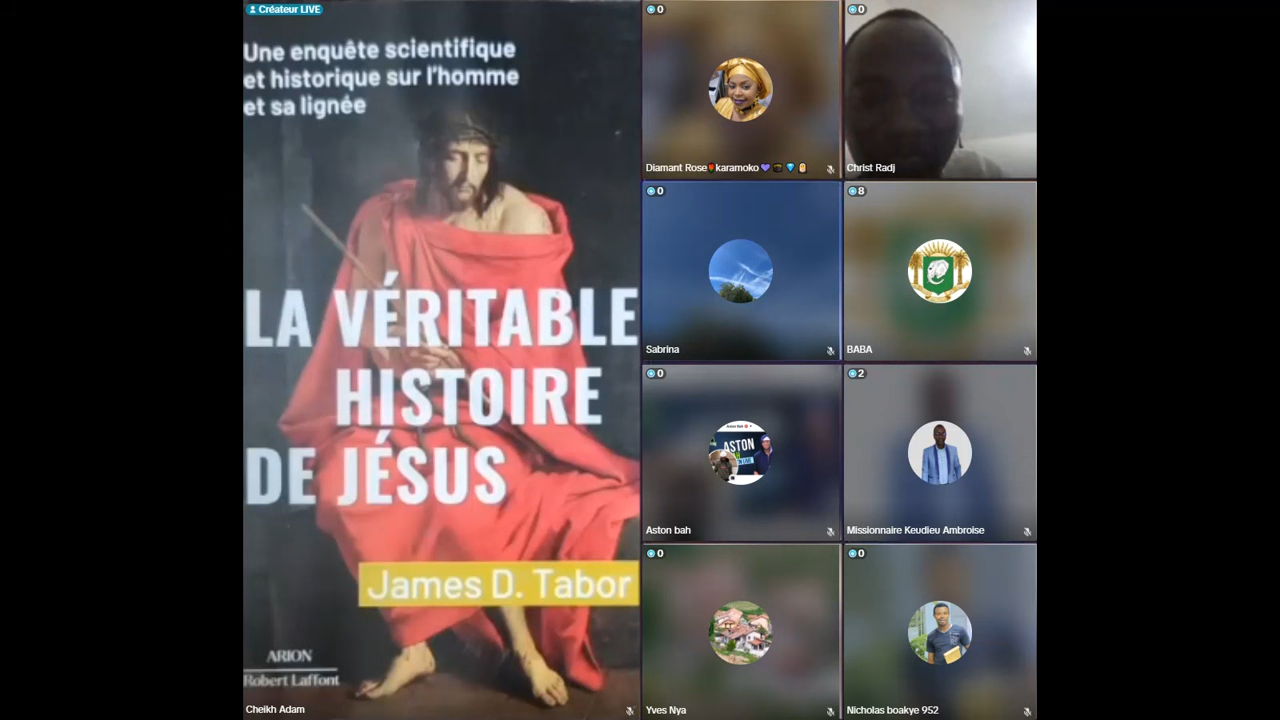 Créateur LIVE
Une enquête scientifique
et historique sur l'homme
et sa lignée
LA VÉRITABLE
HISTOIRE
DE JÉSUS
James D. Tabor
ARION
Robert Laffont
Cheikh Adam
0
Diamant Rose🌹karamoko 💜
0
Christ Radj
0
Sabrina
8
BABA
0
ASTON
Aston bah
2
Missionnaire Keudieu Ambroise
0
Yves Nya
0
Nicholas boakye 952